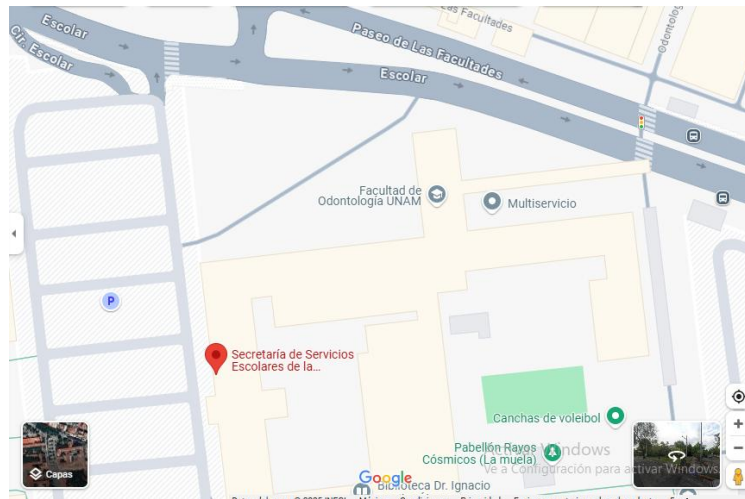 Escolar
Cir. Escolar
Las Facultades
Paseo de Las Facultades
Escolar
Facultad de
Odontología UNAM
Multiservicio
P
Secretaría de Servicios
Escolares de la...
Canchas de voleibol
Pabellón Rayos
Cósmicos (La muela)
Activar Windows
Ve a Configuración para activar Windows.
Capas
Google
Biblioteca Dr. Ignacio